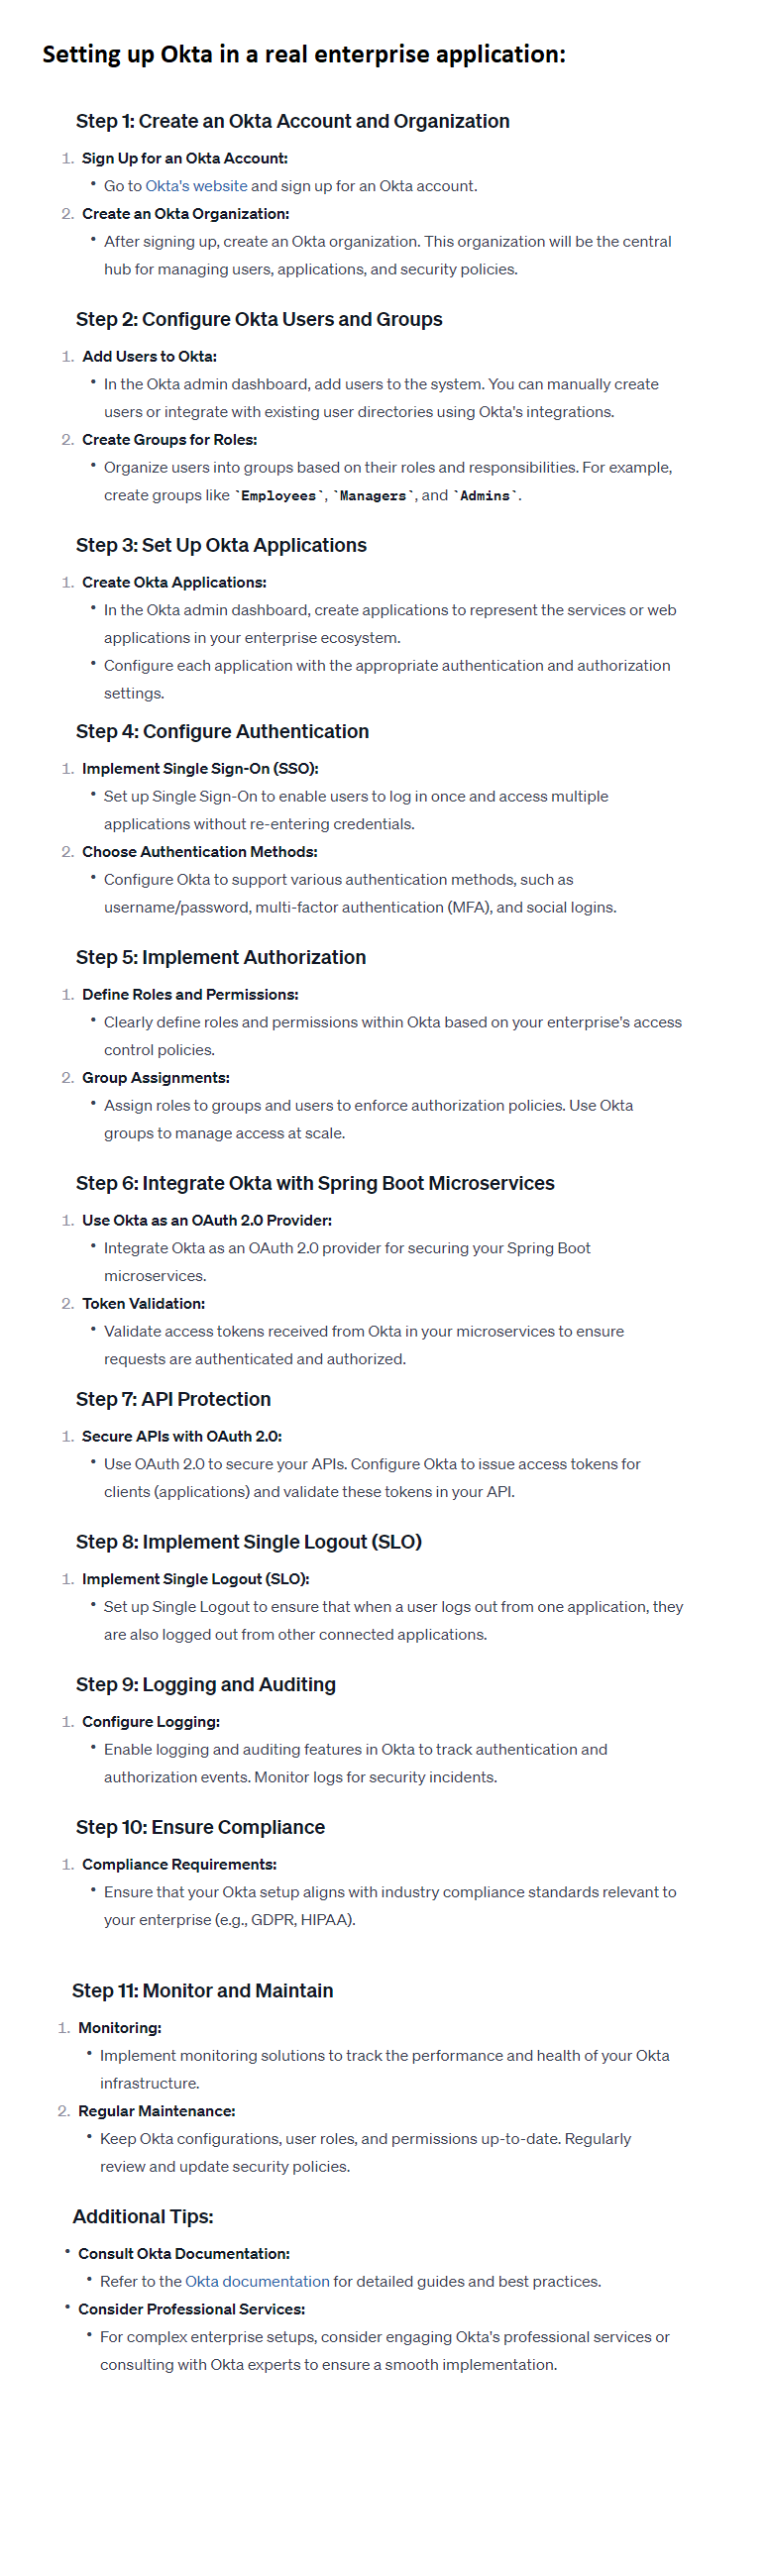 Setting up Okta in a real enterprise application:
Step 1: Create an Okta Account and Organization
1. Sign Up for an Okta Account:
• Go to Okta's website and sign up for an Okta account.
2. Create an Okta Organization:
• After signing up, create an Okta organization. This organization will be the central
hub for managing users, applications, and security policies.
Step 2: Configure Okta Users and Groups
1. Add Users to Okta:
• In the Okta admin dashboard, add users to the system. You can manually create
users or integrate with existing user directories using Okta's integrations.
2. Create Groups for Roles:
• Organize users into groups based on their roles and responsibilities. For example,
create groups like `Employees`, `Managers`, and `Admins`.
Step 3: Set Up Okta Applications
1. Create Okta Applications:
• In the Okta admin dashboard, create applications to represent the services or web
applications in your enterprise ecosystem.
• Configure each application with the appropriate authentication and authorization
settings.
Step 4: Configure Authentication
1. Implement Single Sign-On (SSO):
• Set up Single Sign-On to enable users to log in once and access multiple
applications without re-entering credentials.
2. Choose Authentication Methods:
• Configure Okta to support various authentication methods, such as
username/password, multi-factor authentication (MFA), and social logins.
Step 5: Implement Authorization
1. Define Roles and Permissions:
• Clearly define roles and permissions within Okta based on your enterprise's access
control policies.
2. Group Assignments:
• Assign roles to groups and users to enforce authorization policies. Use Okta
groups to manage access at scale.
Step 6: Integrate Okta with Spring Boot Microservices
1. Use Okta as an OAuth 2.0 Provider:
• Integrate Okta as an OAuth 2.0 provider for securing your Spring Boot
microservices.
2. Token Validation:
• Validate access tokens received from Okta in your microservices to ensure
requests are authenticated and authorized.
Step 7: API Protection
1. Secure APIs with OAuth 2.0:
• Use OAuth 2.0 to secure your APIs. Configure Okta to issue access tokens for
clients (applications) and validate these tokens in your API.
Step 8: Implement Single Logout (SLO)
1. Implement Single Logout (SLO):
• Set up Single Logout to ensure that when a user logs out from one application, they
are also logged out from other connected applications.
Step 9: Logging and Auditing
1. Configure Logging:
• Enable logging and auditing features in Okta to track authentication and
authorization events. Monitor logs for security incidents.
Step 10: Ensure Compliance
1. Compliance Requirements:
• Ensure that your Okta setup aligns with industry compliance standards relevant to
your enterprise (e.g., GDPR, HIPAA).
Step 11: Monitor and Maintain
1. Monitoring:
• Implement monitoring solutions to track the performance and health of your Okta
infrastructure.
2. Regular Maintenance:
• Keep Okta configurations, user roles, and permissions up-to-date. Regularly
review and update security policies.
Additional Tips:
• Consult Okta Documentation:
• Refer to the Okta documentation for detailed guides and best practices.
• Consider Professional Services:
• For complex enterprise setups, consider engaging Okta's professional services or
consulting with Okta experts to ensure a smooth implementation.